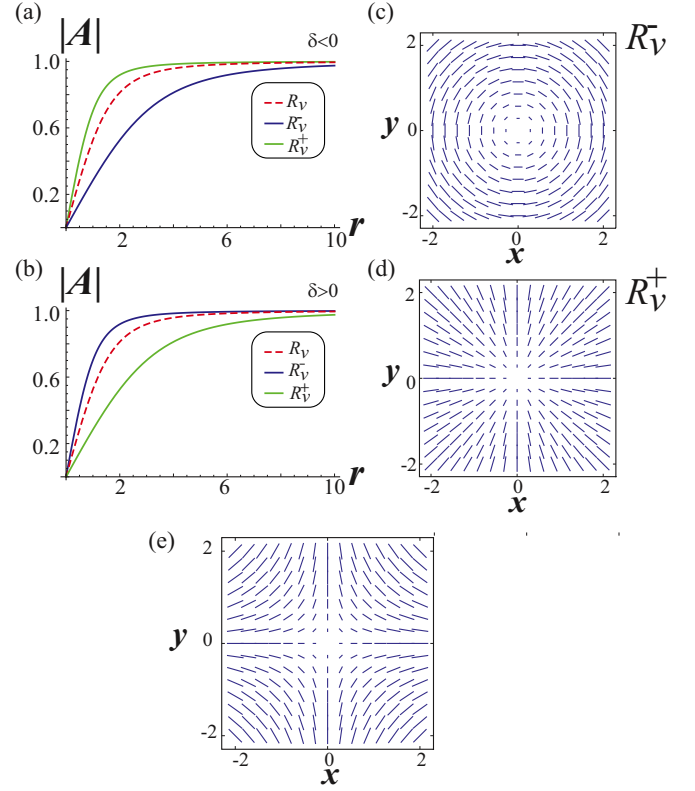 (a)
|A|
δ<0
1.0
0.6
0.2
R_v
R_v^-
R_v^+
2
6
10
r
(b)
|A|
δ>0
1.0
0.6
0.2
R_v
R_v^-
R_v^+
2
6
10
r
(c)
R_v^-
2
y
0
-2
-2
0
2
x
(d)
R_v^+
2
y
0
-2
-2
0
2
x
(e)
2
y
0
-2
-2
0
2
x